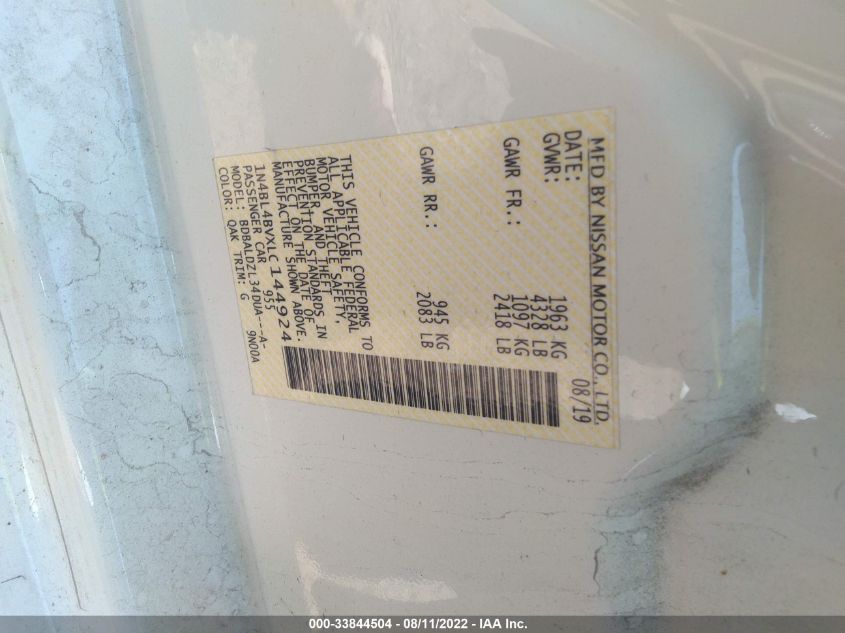 MFD BY NISSAN MOTOR CO., LTD.
DATE: 08/19
GVWR: 1963 KG
4328 LB
GAWR FR.: 1097 KG
2418 LB
GAWR RR.: 945 KG
2083 LB
THIS VEHICLE CONFORMS TO
ALL APPLICABLE FEDERAL
MOTOR VEHICLE SAFETY,
BUMPER, AND THEFT
PREVENTION STANDARDS IN
EFFECT ON THE DATE OF
MANUFACTURE SHOWN ABOVE.
1N4BL4BVXLC144924
PASSENGER CAR 955
MODEL: BDBALDZL34DUA---A-
COLOR: QAK TRIM: G 9N00A
000-33844504 - 08/11/2022 - IAA Inc.